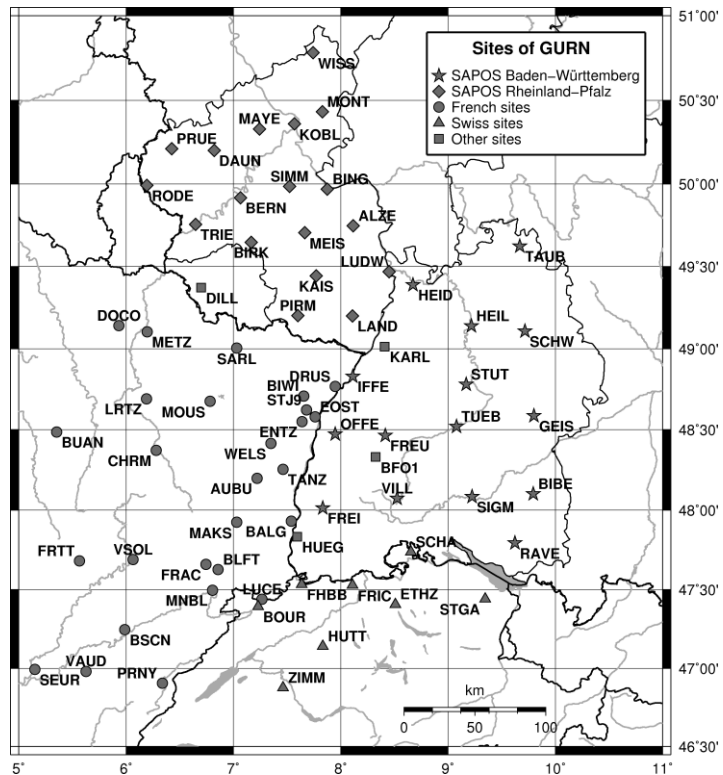 51°00'
50°30'
50°00'
49°30'
49°00'
48°30'
48°00'
47°30'
47°00'
46°30'
Sites of GURN
SAPOS Baden−Württemberg
SAPOS Rheinland−Pfalz
French sites
Swiss sites
Other sites
WISS
MONT
MAYE
KOBL
PRUE
DAUN
SIMM
BING
RODE
BERN
ALZE
TRIE
MEIS
BIRK
TAUB
LUDW
KAIS
HEID
DILL
PIRM
DOCO
LAND
HEIL
METZ
SCHW
SARL
KARL
DRUS
BIWI
IFFE
STUT
STJ9
LRTZ
MOUS
EOST
OFFE
TUEB
GEIS
ENTZ
BUAN
FREU
WELS
CHRM
BFO1
TANZ
AUBU
VILL
BIBE
SIGM
FREI
MAKS
BALG
HUEG
SCHA
FRTT
VSOL
BLFT
RAVE
FRAC
LUCE
MNBL
FHBB
FRIC
ETHZ
STGA
BOUR
BSCN
HUTT
VAUD
SEUR
PRNY
ZIMM
km
0
50
100
5°
6°
7°
8°
9°
10°
11°